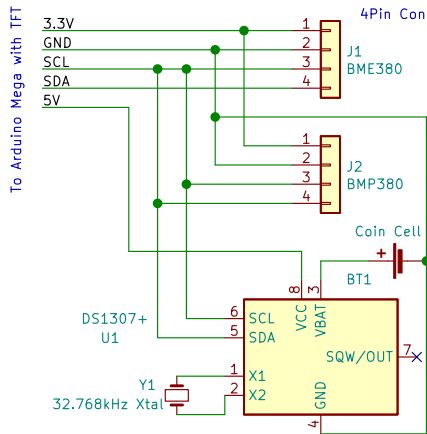 To Arduino Mega with TFT
4Pin Con
3.3V
GND
SCL
SDA
5V
1
2
3
4
J1
BME380
1
2
3
4
J2
BMP380
Coin Cell
+
BT1
DS1307+
U1
8
3
VCC
VBAT
6
SCL
5
SDA
7
SQW/OUT
1
X1
2
X2
GND
4
Y1
32.768kHz Xtal